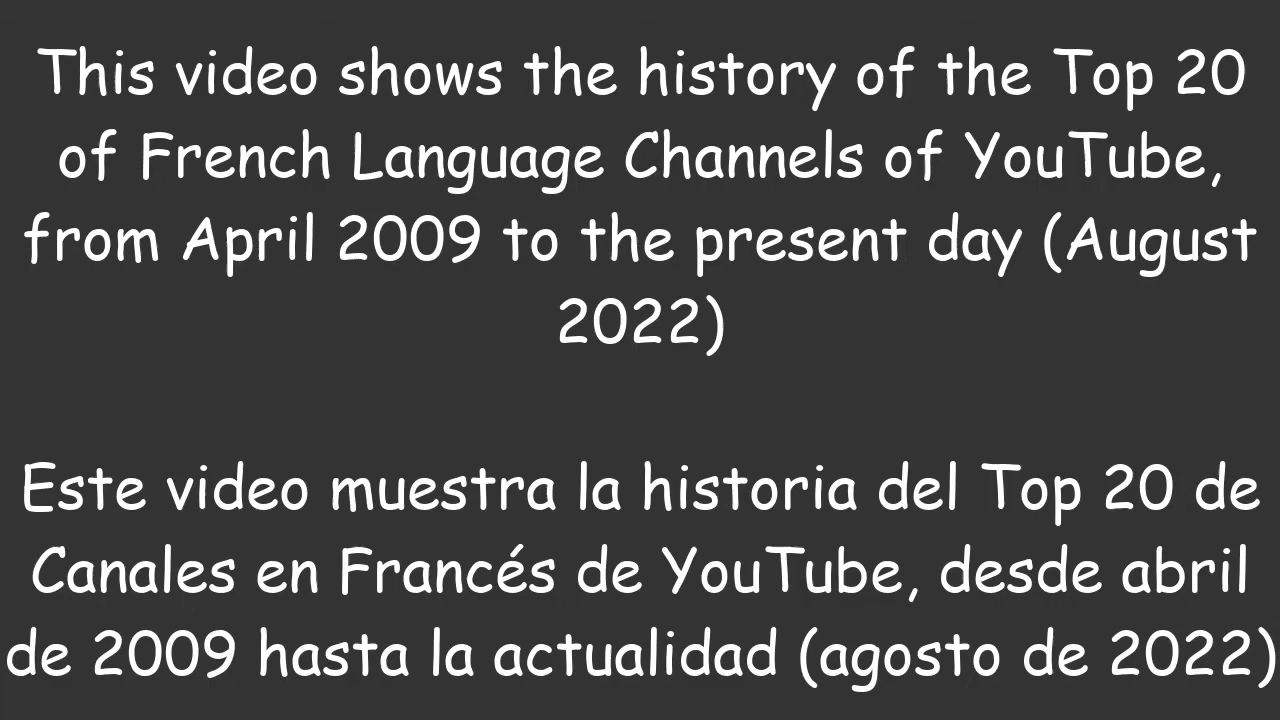 This video shows the history of the Top 20
of French Language Channels of YouTube,
from April 2009 to the present day (August
2022)
Este video muestra la historia del Top 20 de
Canales en Francés de YouTube, desde abril
de 2009 hasta la actualidad (agosto de 2022)